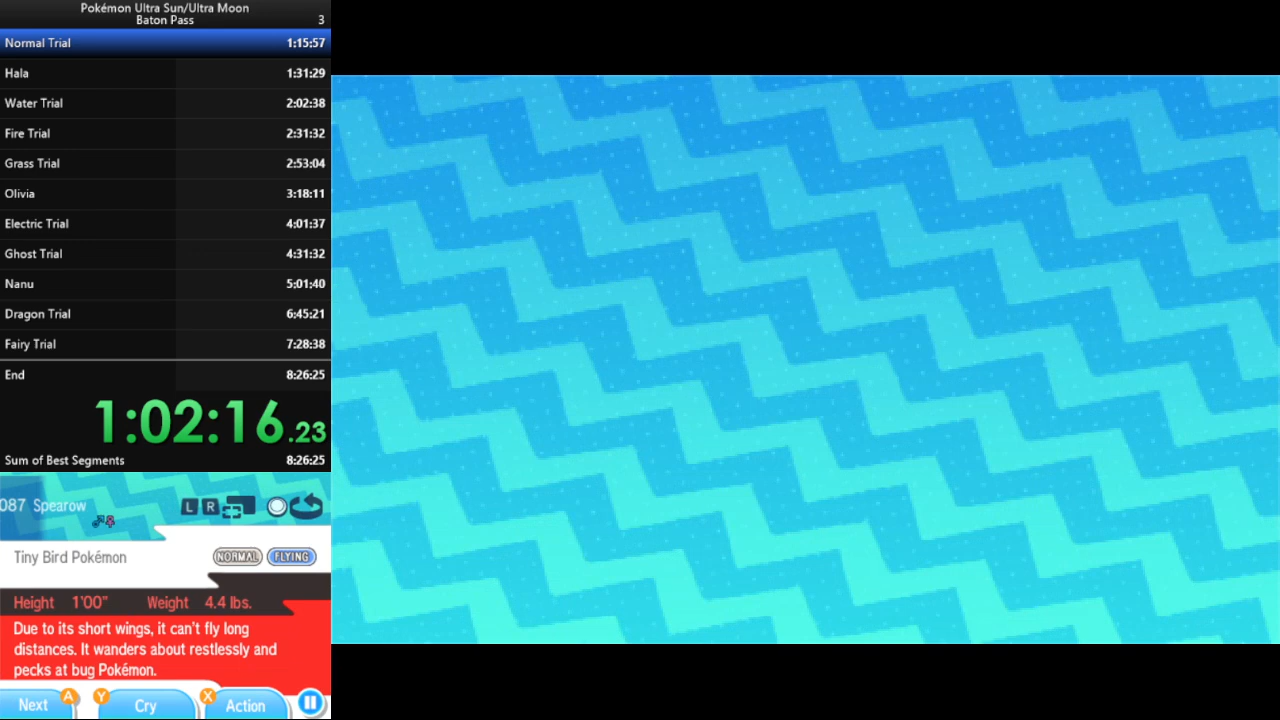 Pokémon Ultra Sun/Ultra Moon
Baton Pass 3
Normal Trial 1:15:57
Hala 1:31:29
Water Trial 2:02:38
Fire Trial 2:31:32
Grass Trial 2:53:04
Olivia 3:18:11
Electric Trial 4:01:37
Ghost Trial 4:31:32
Nanu 5:01:40
Dragon Trial 6:45:21
Fairy Trial 7:28:38
End 8:26:25
1:02:16.23
Sum of Best Segments 8:26:25
087 Spearow L R
Tiny Bird Pokémon NORMAL FLYING
Height 1'00" Weight 4.4 lbs.
Due to its short wings, it can't fly long
distances. It wanders about restlessly and
pecks at bug Pokémon.
Next A Y Cry X Action